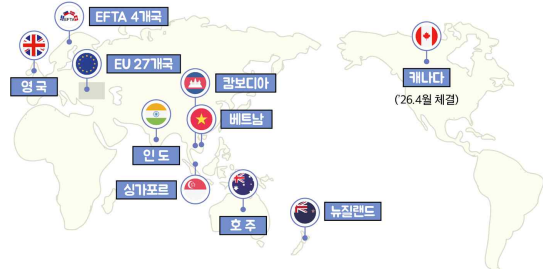 EFTA
EFTA 4개국
영 국
EU 27개국
캄보디아
베트남
인 도
싱가포르
호 주
뉴질랜드
캐나다
('26.4월 체결)